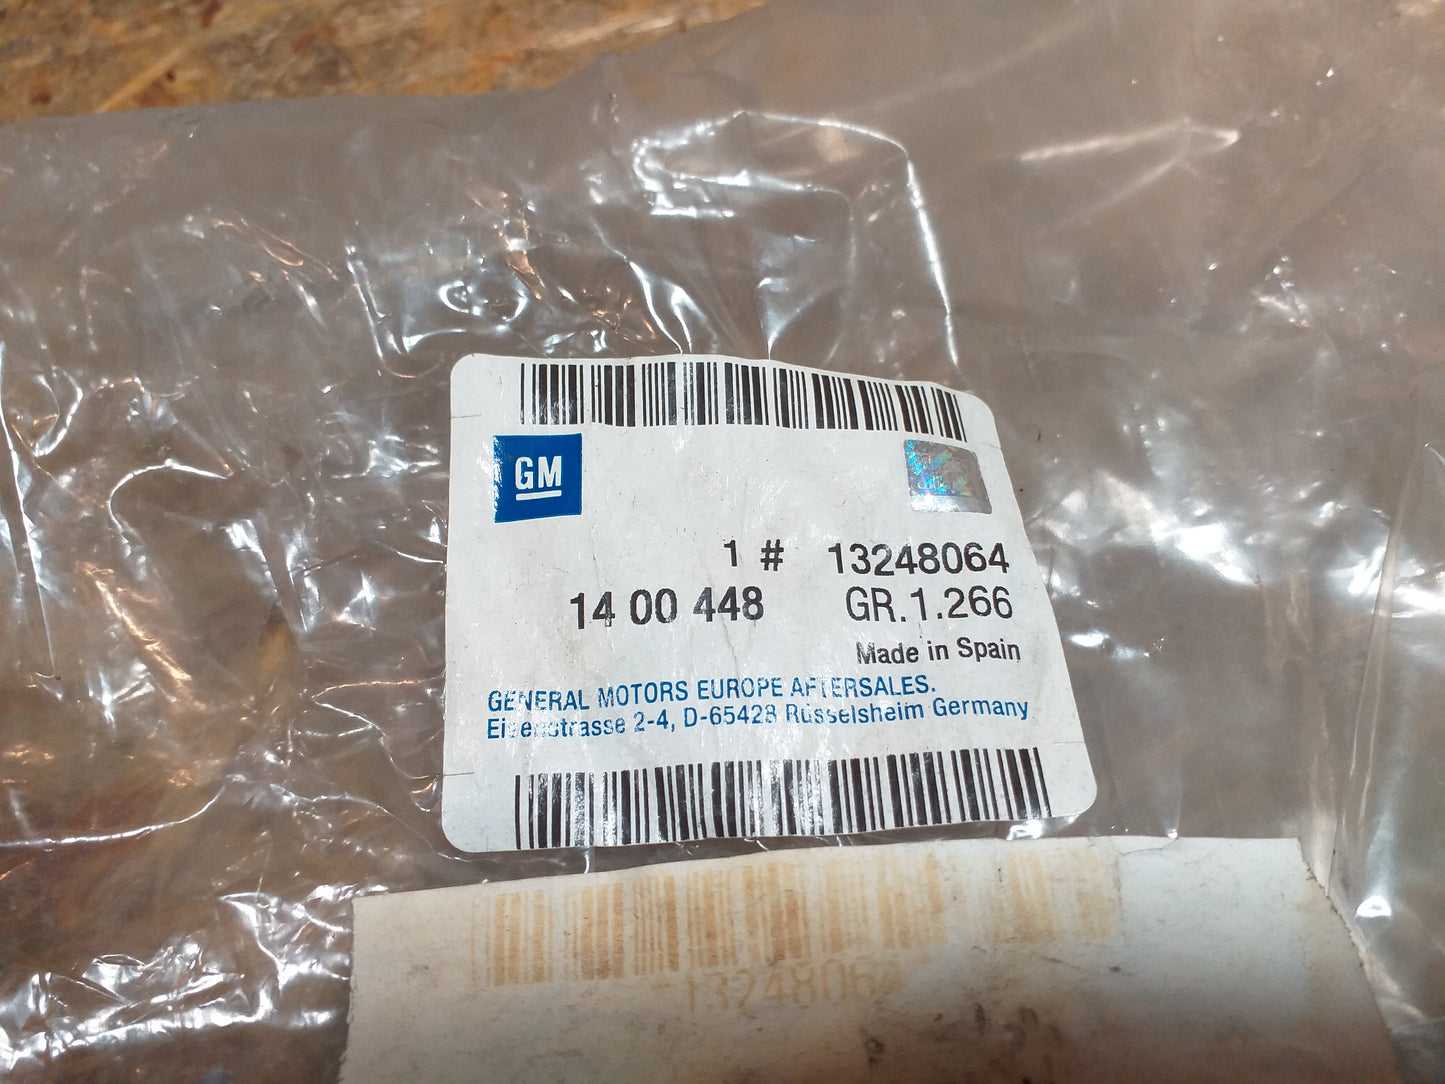 GM
1 # 13248064
14 00 448 GR.1.266
Made in Spain
GENERAL MOTORS EUROPE AFTERSALES.
Eisenstrasse 2-4, D-65428 Rüsselsheim Germany
13248064